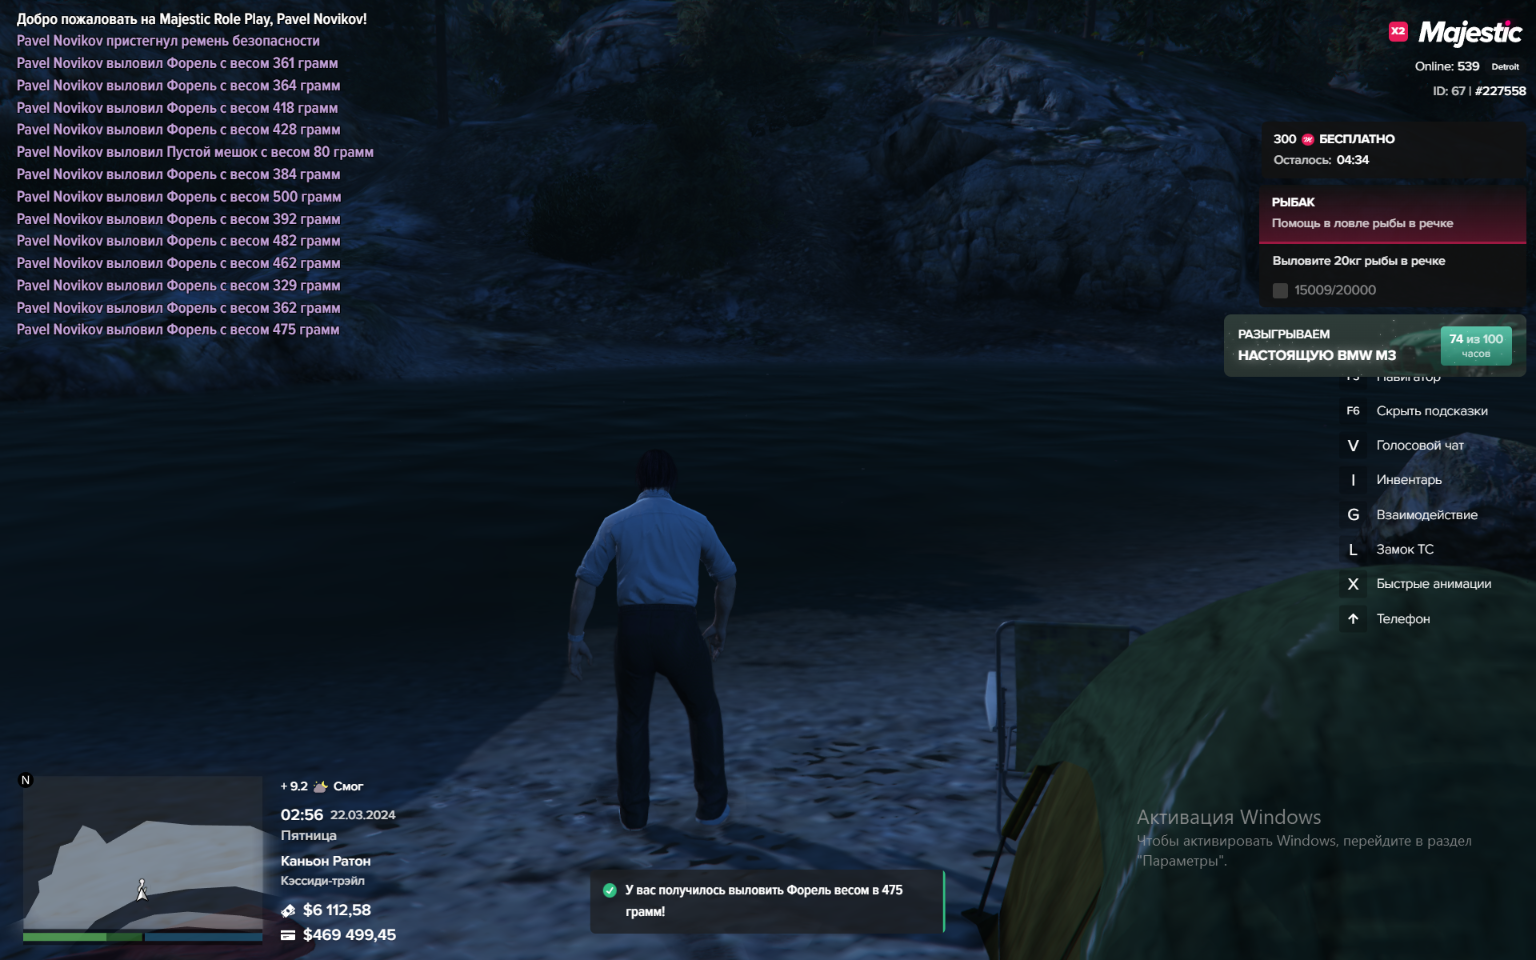 Добро пожаловать на Majestic Role Play, Pavel Novikov!
Pavel Novikov пристегнул ремень безопасности
Pavel Novikov выловил Форель с весом 361 грамм
Pavel Novikov выловил Форель с весом 364 грамм
Pavel Novikov выловил Форель с весом 418 грамм
Pavel Novikov выловил Форель с весом 428 грамм
Pavel Novikov выловил Пустой мешок с весом 80 грамм
Pavel Novikov выловил Форель с весом 384 грамм
Pavel Novikov выловил Форель с весом 500 грамм
Pavel Novikov выловил Форель с весом 392 грамм
Pavel Novikov выловил Форель с весом 482 грамм
Pavel Novikov выловил Форель с весом 462 грамм
Pavel Novikov выловил Форель с весом 329 грамм
Pavel Novikov выловил Форель с весом 362 грамм
Pavel Novikov выловил Форель с весом 475 грамм
X2 Majestic
Online: 539 Detroit
ID: 67 | #227558
300 БЕСПЛАТНО
Осталось: 04:34
РЫБАК
Помощь в ловле рыбы в речке
Выловите 20кг рыбы в речке
15009/20000
РАЗЫГРЫВАЕМ
НАСТОЯЩУЮ BMW M3
74 из 100
часов
Навигатор
F6 Скрыть подсказки
V Голосовой чат
I Инвентарь
G Взаимодействие
L Замок ТС
X Быстрые анимации
↑ Телефон
N
+ 9.2 Смог
02:56 22.03.2024
Пятница
Каньон Ратон
Кэссиди-трэйл
$6 112,58
$469 499,45
У вас получилось выловить Форель весом в 475
грамм!
Активация Windows
Чтобы активировать Windows, перейдите в раздел
"Параметры".